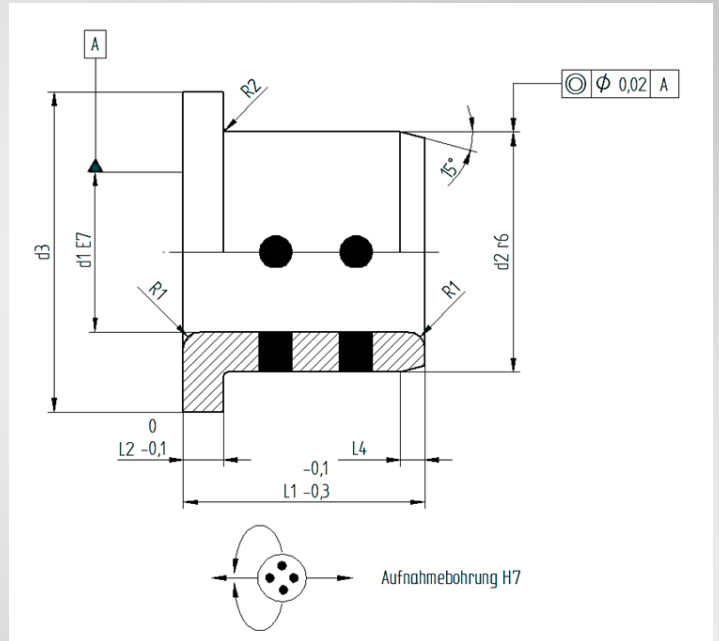 A
R2
⌀ 0,02 A
15°
d3
d1 E7
d2 r6
R1
R1
0
L2 -0,1
L4
-0,1
L1 -0,3
Aufnahmebohrung H7